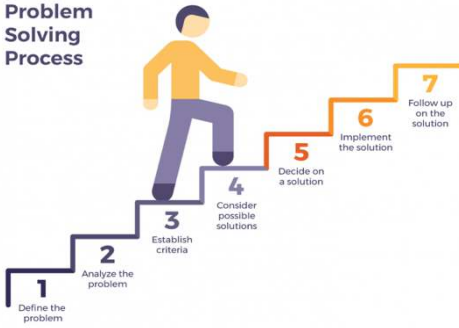 Problem
Solving
Process
1
Define the
problem
2
Analyze the
problem
3
Establish
criteria
4
Consider
possible
solutions
5
Decide on
a solution
6
Implement
the solution
7
Follow up
on the
solution